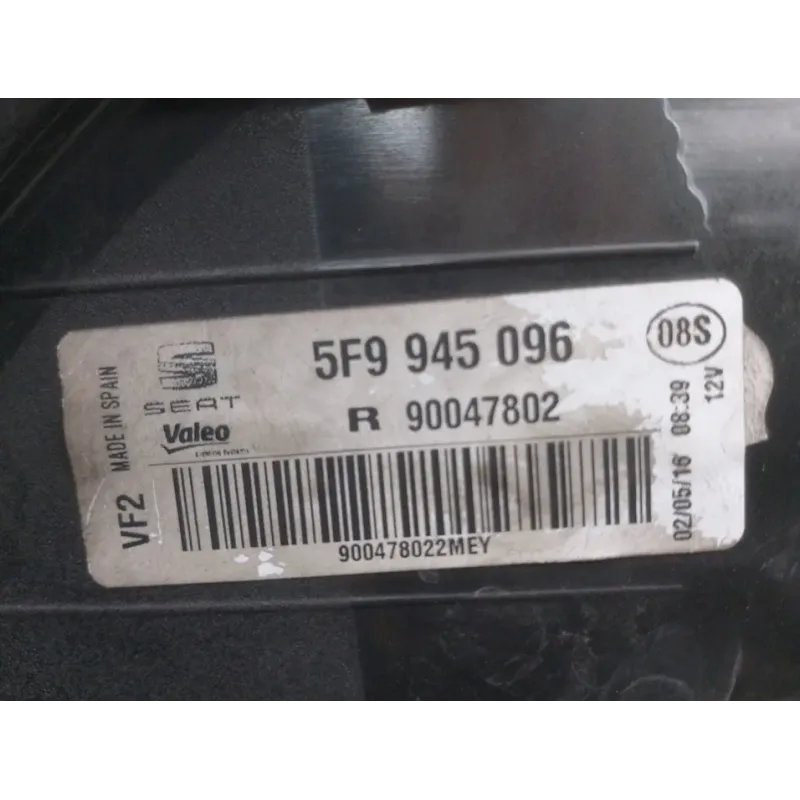 5F9 945 096
08S
SEAT
R 90047802
Valeo
900478022MEY
VF2 MADE IN SPAIN
02/05/16 08:39
12V